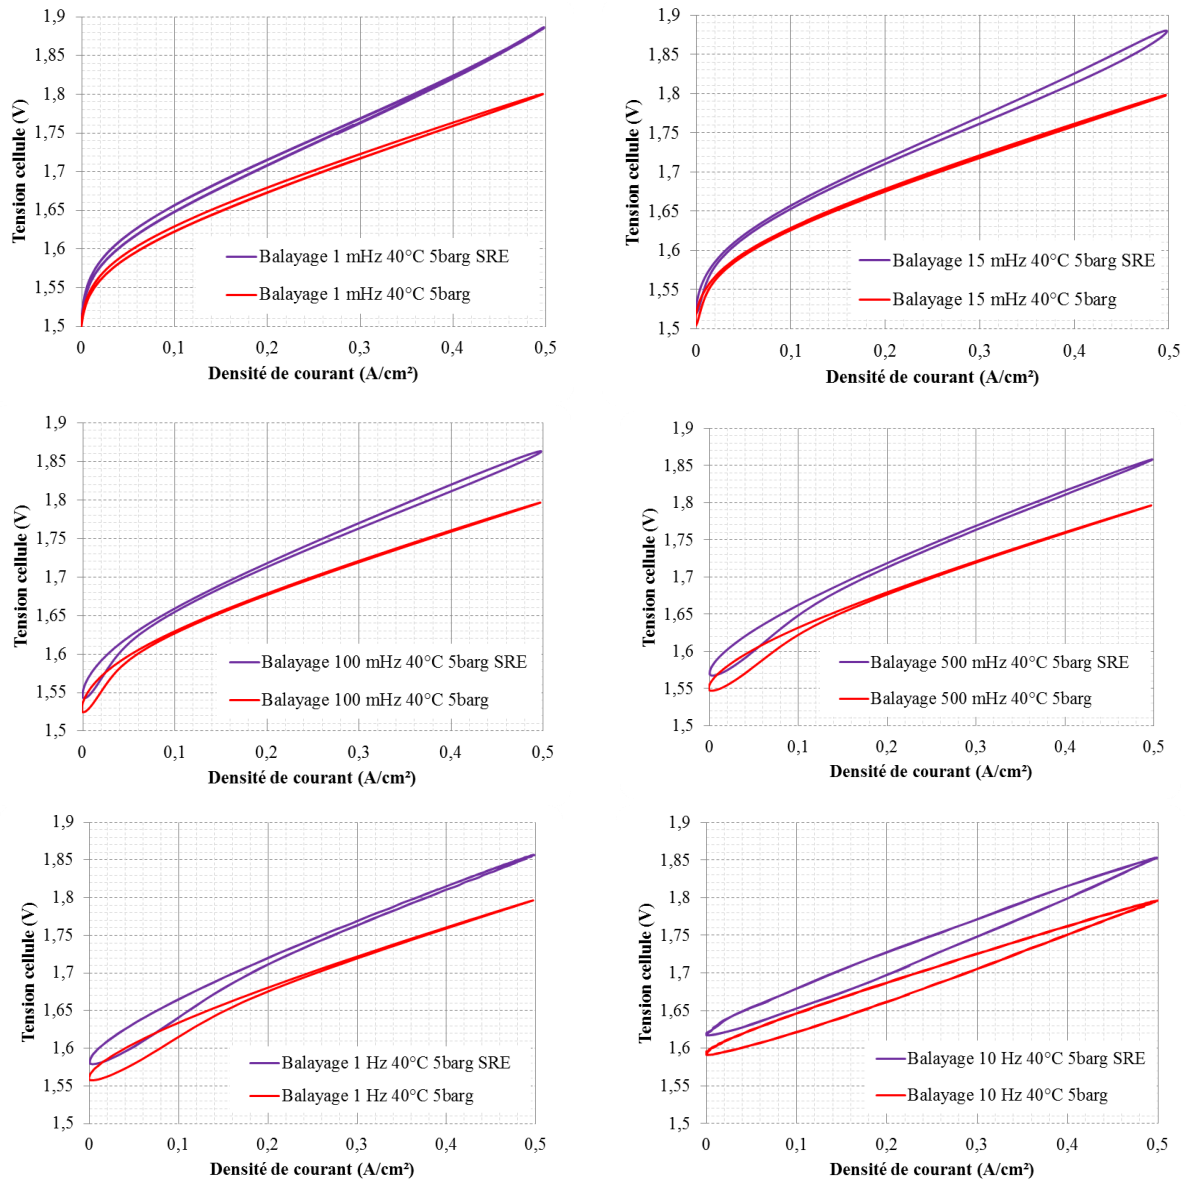 1,9
1,85
1,8
1,75
1,7
1,65
1,6
1,55
1,5
Tension cellule (V)
Balayage 1 mHz 40°C 5barg SRE
Balayage 1 mHz 40°C 5barg
0 0,1 0,2 0,3 0,4 0,5
Densité de courant (A/cm²)
1,9
1,85
1,8
1,75
1,7
1,65
1,6
1,55
1,5
Tension cellule (V)
Balayage 15 mHz 40°C 5barg SRE
Balayage 15 mHz 40°C 5barg
0 0,1 0,2 0,3 0,4 0,5
Densité de courant (A/cm²)
1,9
1,85
1,8
1,75
1,7
1,65
1,6
1,55
1,5
Tension cellule (V)
Balayage 100 mHz 40°C 5barg SRE
Balayage 100 mHz 40°C 5barg
0 0,1 0,2 0,3 0,4 0,5
Densité de courant (A/cm²)
1,9
1,85
1,8
1,75
1,7
1,65
1,6
1,55
1,5
Tension cellule (V)
Balayage 500 mHz 40°C 5barg SRE
Balayage 500 mHz 40°C 5barg
0 0,1 0,2 0,3 0,4 0,5
Densité de courant (A/cm²)
1,9
1,85
1,8
1,75
1,7
1,65
1,6
1,55
1,5
Tension cellule (V)
Balayage 1 Hz 40°C 5barg SRE
Balayage 1 Hz 40°C 5barg
0 0,1 0,2 0,3 0,4 0,5
Densité de courant (A/cm²)
1,9
1,85
1,8
1,75
1,7
1,65
1,6
1,55
1,5
Tension cellule (V)
Balayage 10 Hz 40°C 5barg SRE
Balayage 10 Hz 40°C 5barg
0 0,1 0,2 0,3 0,4 0,5
Densité de courant (A/cm²)